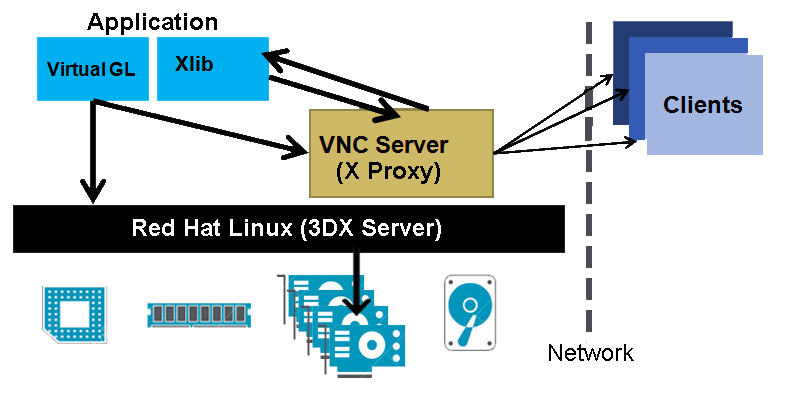 Application
Virtual GL
Xlib
VNC Server
(X Proxy)
Clients
Red Hat Linux (3DX Server)
Network